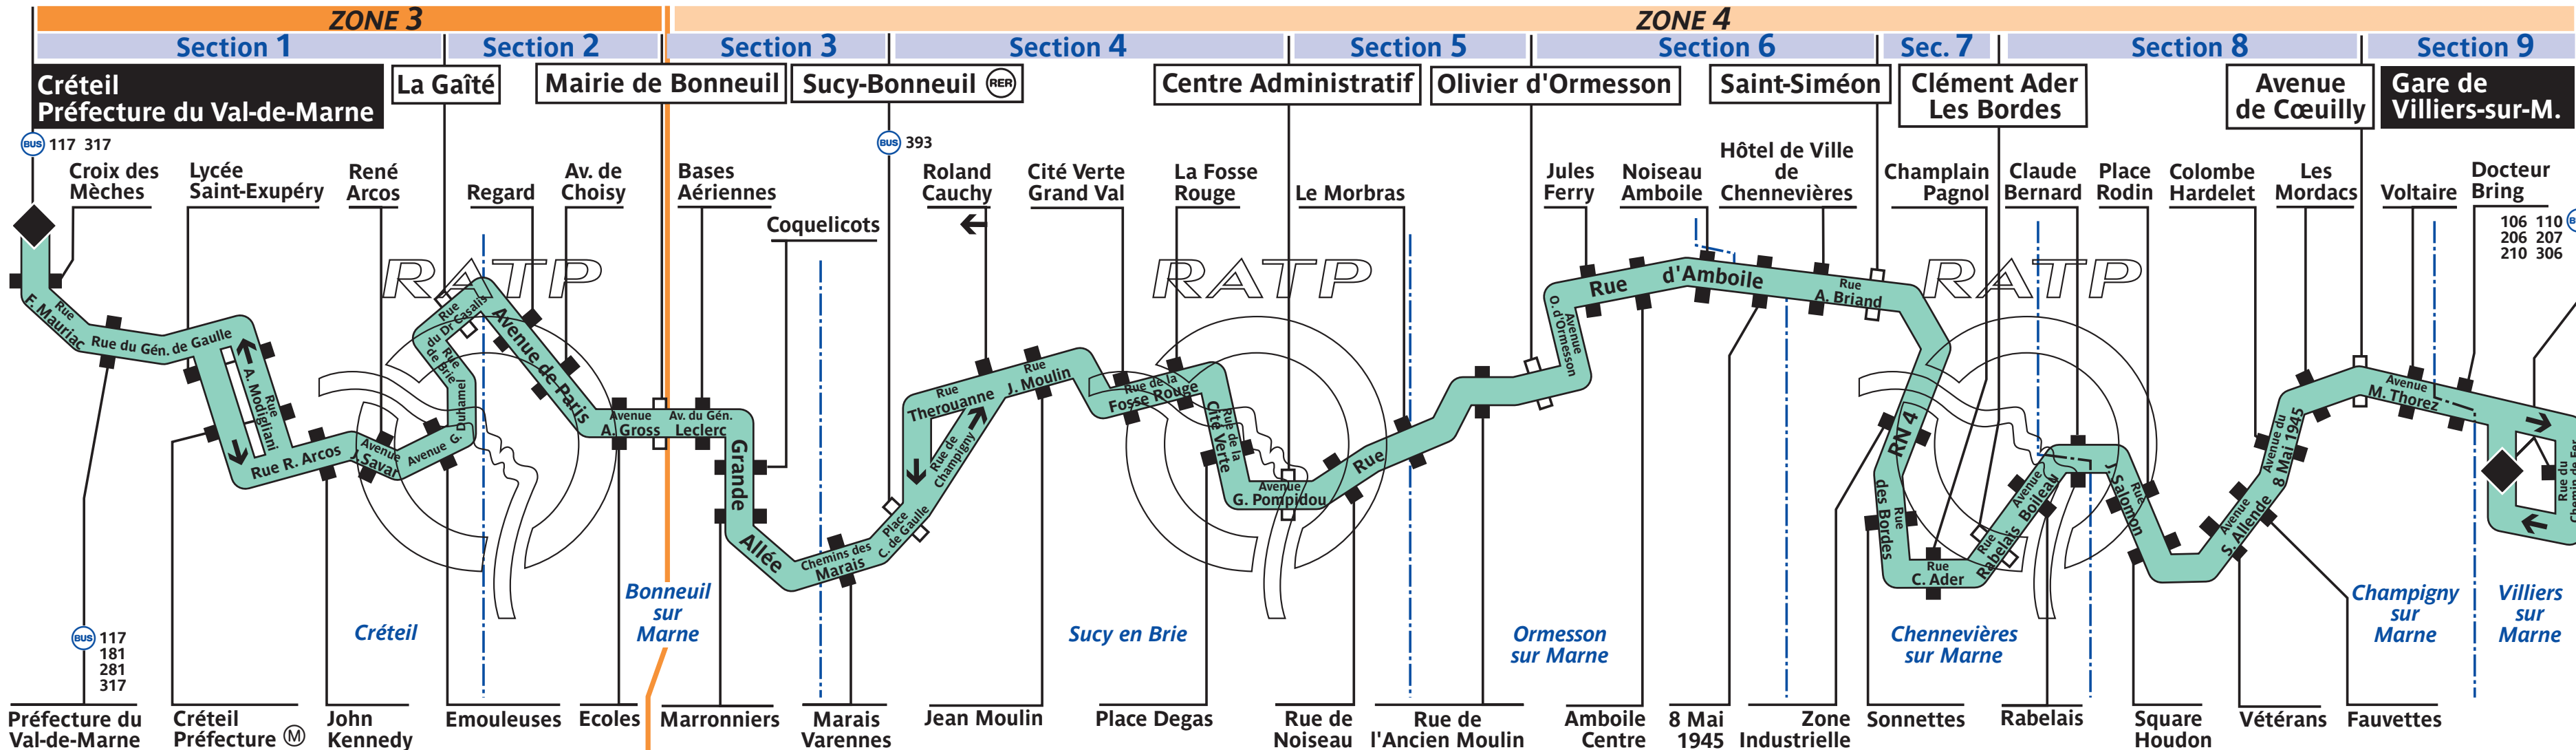 ZONE 3
ZONE 4
Section 1
Section 2
Section 3
Section 4
Section 5
Section 6
Sec. 7
Section 8
Section 9
Créteil
Préfecture du Val-de-Marne
La Gaîté
Mairie de Bonneuil
Sucy-Bonneuil RER
Centre Administratif
Olivier d'Ormesson
Saint-Siméon
Clément Ader
Les Bordes
Avenue
de Cœuilly
Gare de
Villiers-sur-M.
BUS 117 317
BUS 393
Croix des
Mèches
Lycée
Saint-Exupéry
René
Arcos
Regard
Av. de
Choisy
Bases
Aériennes
Coquelicots
Roland
Cauchy
Cité Verte
Grand Val
La Fosse
Rouge
Le Morbras
Jules
Ferry
Noiseau
Amboile
Hôtel de Ville
de
Chennevières
Champlain
Pagnol
Claude
Bernard
Place
Rodin
Colombe
Hardelet
Les
Mordacs
Voltaire
Docteur
Bring
106 110
206 207
210 306
RATP
RATP
RATP
Rue
F. Mauriac
Rue du Gén. de Gaulle
Rue
A. Modigliani
Rue R. Arcos
Avenue
J. Savar
Avenue G. Duhamel
Rue
de Brie
Rue
du Dr Casalis
Avenue de Paris
Avenue
A. Gross
Av. du Gén.
Leclerc
Grande
Allée
Chemins des
Marais
Place
C. de Gaulle
Rue de
Champigny
Rue
Therouanne
Rue
J. Moulin
Rue de la
Fosse Rouge
Rue de la
Cité Verte
Avenue
G. Pompidou
Rue
Avenue
O. d'Ormesson
Rue d'Amboile
Rue
A. Briand
RN 4
Rue
des Bordes
Rue
C. Ader
Rue
Rabelais
Avenue
Boileau
Rue
J. Salomon
Avenue
S. Allende
Avenue du
8 Mai 1945
Avenue
M. Thorez
Rue du
Chemin de Fer
Créteil
Bonneuil
sur
Marne
Sucy en Brie
Ormesson
sur Marne
Chennevières
sur Marne
Champigny
sur
Marne
Villiers
sur
Marne
BUS 117
181
281
317
Préfecture du
Val-de-Marne
Créteil
Préfecture M
John
Kennedy
Emouleuses
Ecoles
Marronniers
Marais
Varennes
Jean Moulin
Place Degas
Rue de
Noiseau
Rue de
l'Ancien Moulin
Amboile
Centre
8 Mai
1945
Zone
Industrielle
Sonnettes
Rabelais
Square
Houdon
Vétérans
Fauvettes